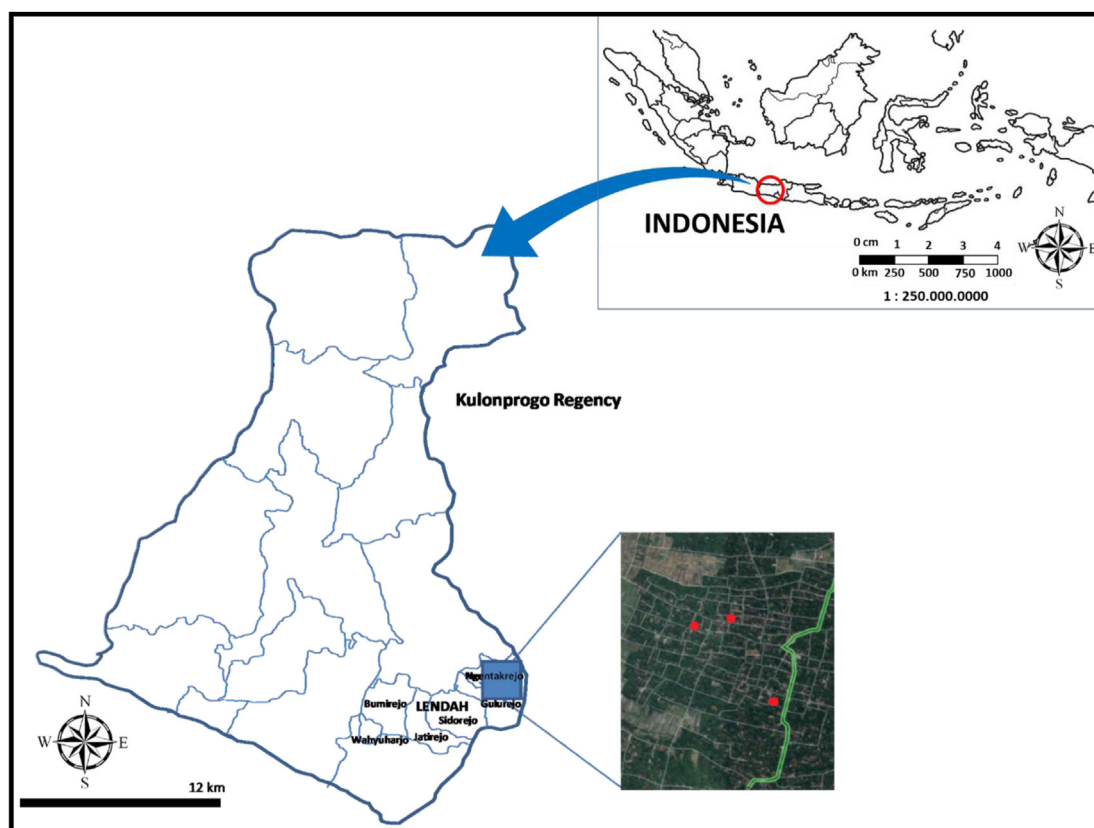 INDONESIA
0 cm 1 2 3 4
0 km 250 500 750 1000
1 : 250.000.0000
N
W E
S
Kulonprogo Regency
Ngentakrejo
Bumirejo LENDAH Gulurejo
Sidorejo
Wahyuharjo Jatirejo
N
W E
S
12 km